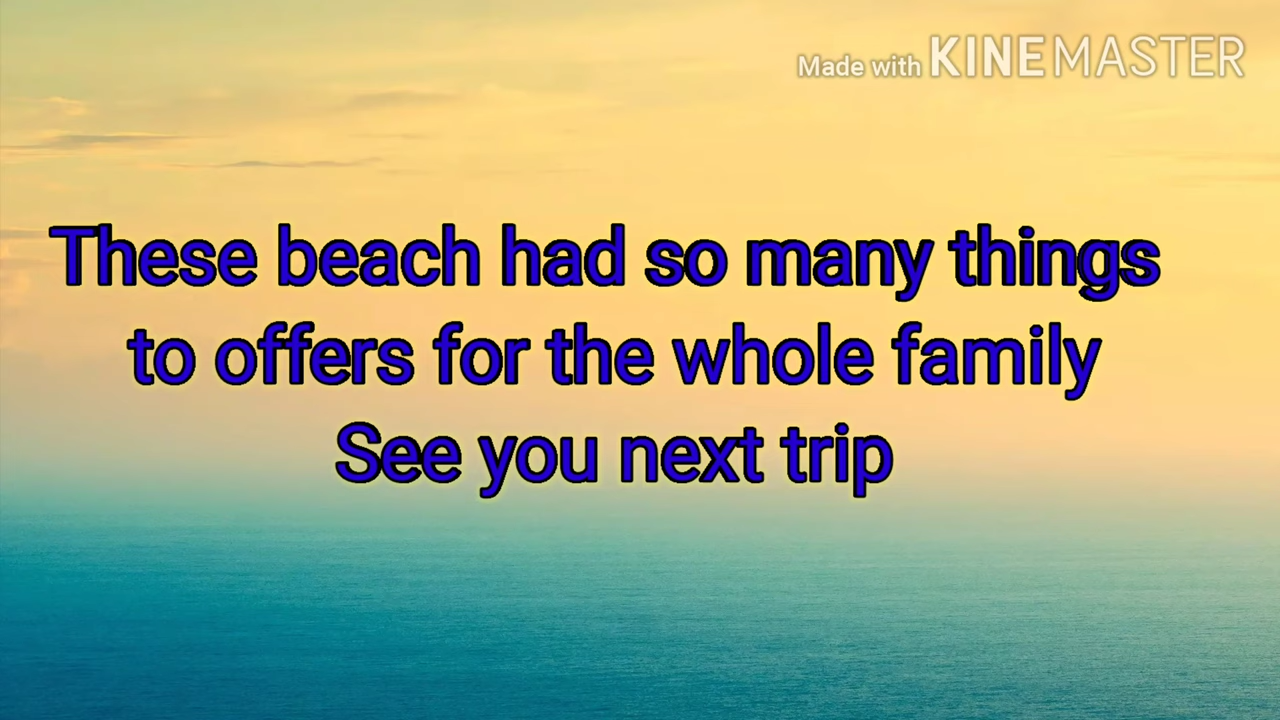 Made with KINEMASTER
These beach had so many things
to offers for the whole family
See you next trip